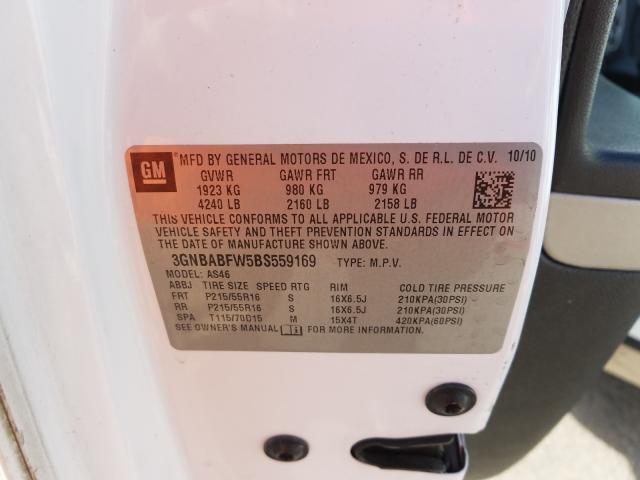 GM MFD BY GENERAL MOTORS DE MEXICO, S. DE R.L. DE C.V. 10/10
GVWR GAWR FRT GAWR RR
1923 KG 980 KG 979 KG
4240 LB 2160 LB 2158 LB
THIS VEHICLE CONFORMS TO ALL APPLICABLE U.S. FEDERAL MOTOR
VEHICLE SAFETY AND THEFT PREVENTION STANDARDS IN EFFECT ON
THE DATE OF MANUFACTURE SHOWN ABOVE.
3GNBABFW5BS559169 TYPE: M.P.V.
MODEL: AS46
ABBJ TIRE SIZE SPEED RTG RIM COLD TIRE PRESSURE
FRT P215/55R16 S 16X6.5J 210KPA(30PSI)
RR P215/55R16 S 16X6.5J 210KPA(30PSI)
SPA T115/70D15 M 15X4T 420KPA(60PSI)
SEE OWNER'S MANUAL FOR MORE INFORMATION.